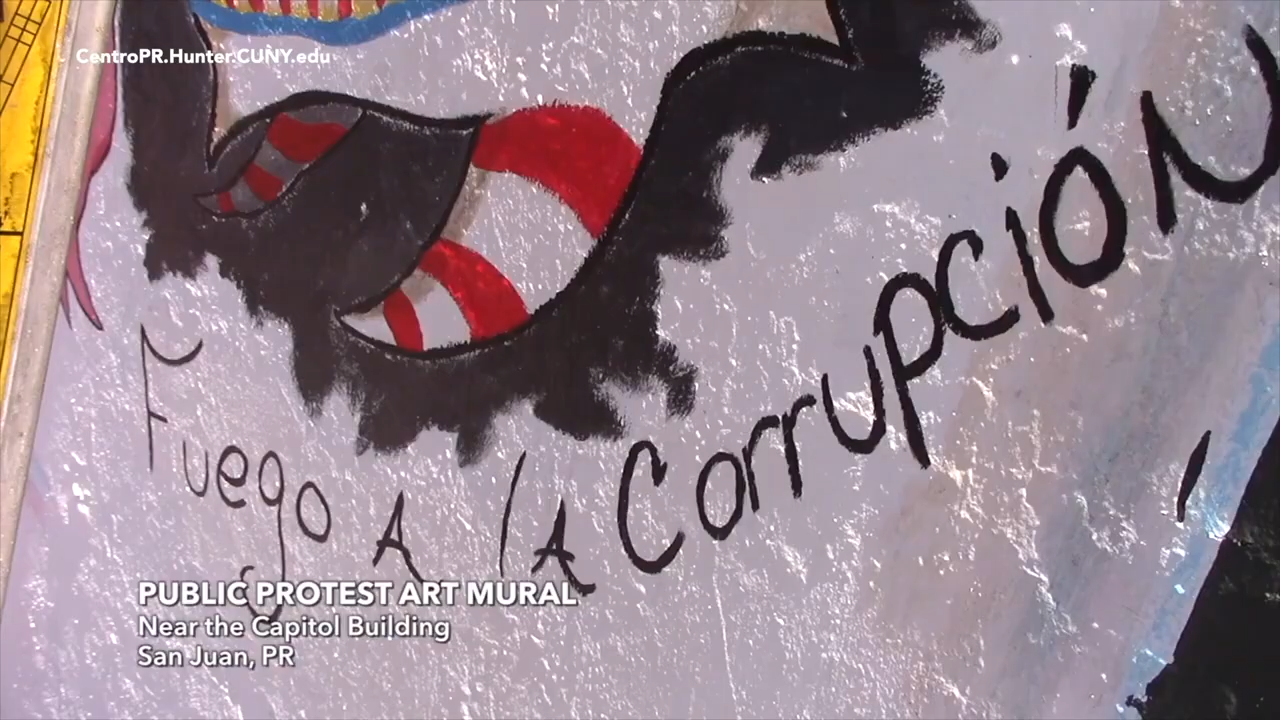 CentroPR.Hunter.CUNY.edu
Fuego A la Corrupción
PUBLIC PROTEST ART MURAL
Near the Capitol Building
San Juan, PR